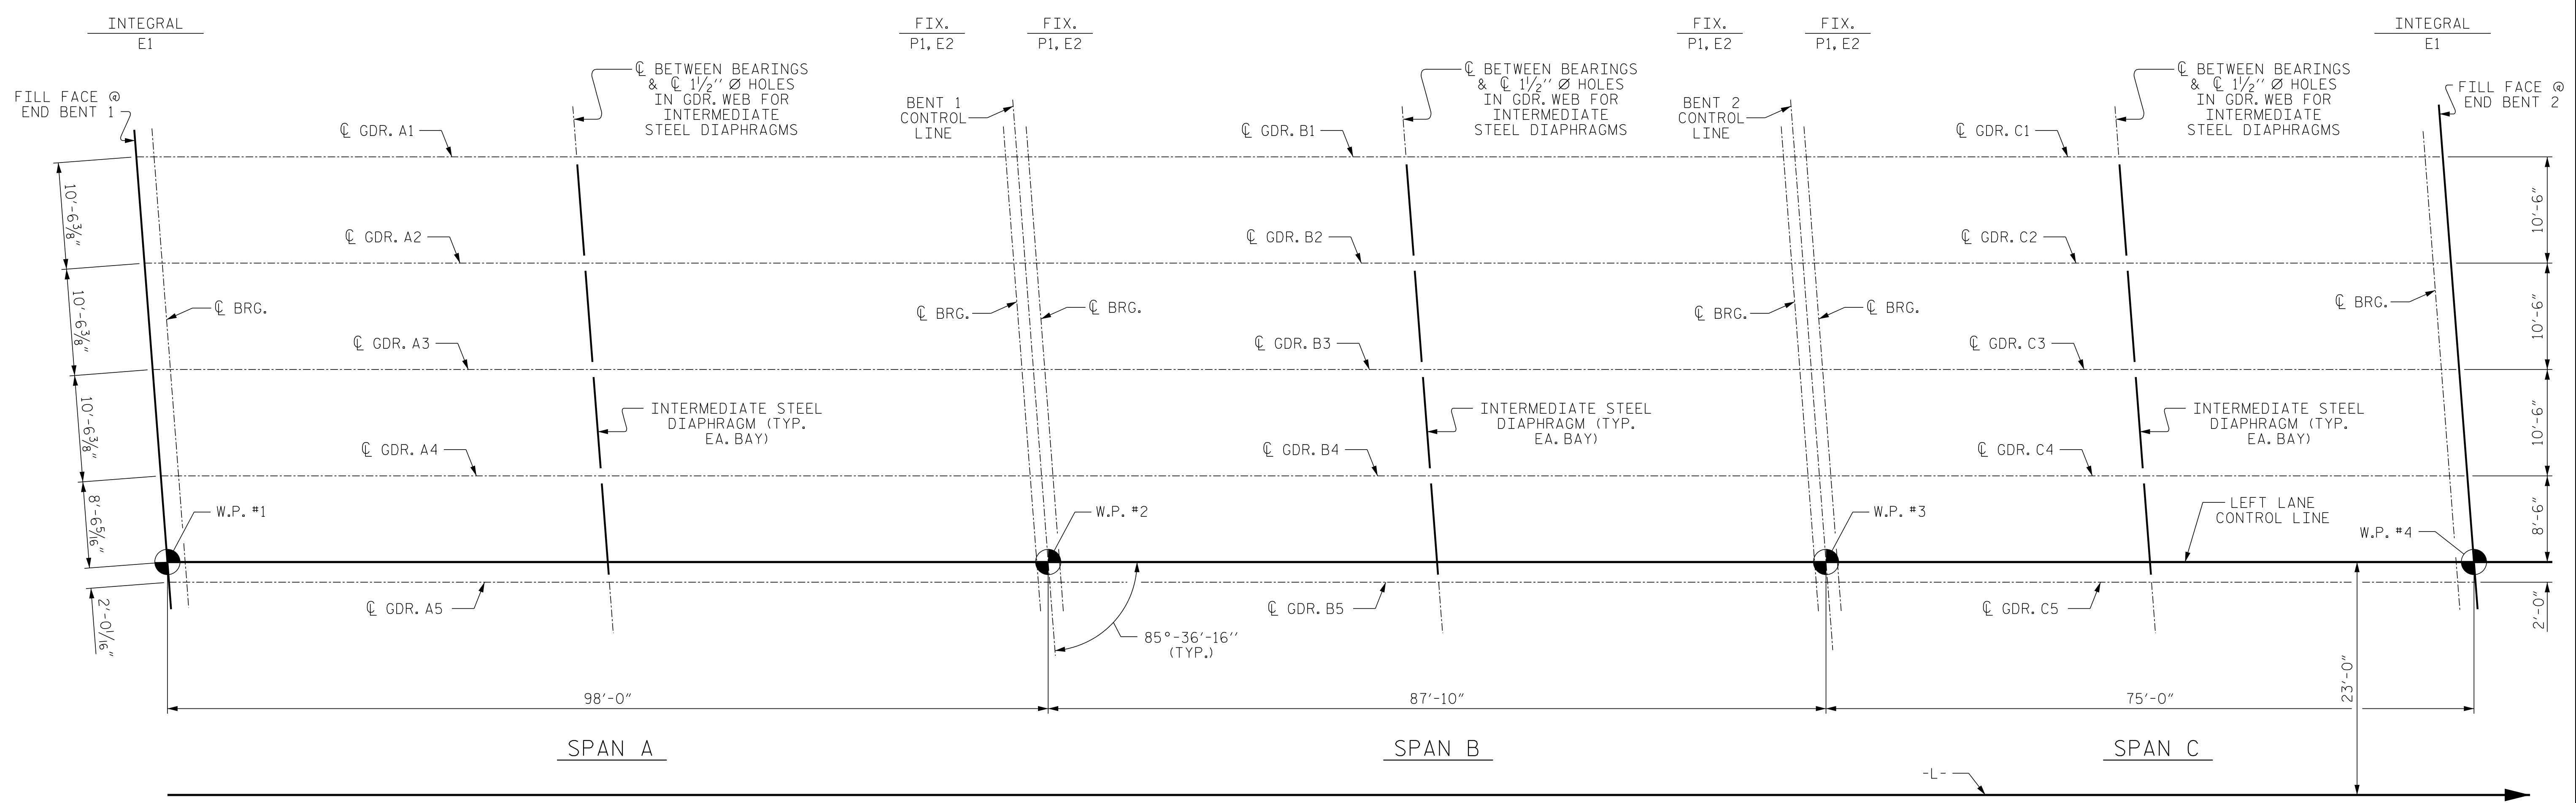 INTEGRAL
E1
FIX.
P1, E2
FIX.
P1, E2
FIX.
P1, E2
FIX.
P1, E2
INTEGRAL
E1
FILL FACE @
END BENT 1
℄ BETWEEN BEARINGS
& ℄ 1½'' Ø HOLES
IN GDR. WEB FOR
INTERMEDIATE
STEEL DIAPHRAGMS
BENT 1
CONTROL
LINE
℄ BETWEEN BEARINGS
& ℄ 1½'' Ø HOLES
IN GDR. WEB FOR
INTERMEDIATE
STEEL DIAPHRAGMS
BENT 2
CONTROL
LINE
℄ BETWEEN BEARINGS
& ℄ 1½'' Ø HOLES
IN GDR. WEB FOR
INTERMEDIATE
STEEL DIAPHRAGMS
FILL FACE @
END BENT 2
℄ GDR. A1
℄ GDR. B1
℄ GDR. C1
10'-6⅜"
10'-6"
℄ GDR. A2
℄ GDR. B2
℄ GDR. C2
10'-6⅜"
℄ BRG.
℄ BRG.
℄ BRG.
℄ BRG.
℄ BRG.
℄ BRG.
10'-6"
℄ GDR. A3
℄ GDR. B3
℄ GDR. C3
10'-6⅜"
INTERMEDIATE STEEL
DIAPHRAGM (TYP.
EA. BAY)
INTERMEDIATE STEEL
DIAPHRAGM (TYP.
EA. BAY)
INTERMEDIATE STEEL
DIAPHRAGM (TYP.
EA. BAY)
10'-6"
℄ GDR. A4
℄ GDR. B4
℄ GDR. C4
8'-65/16"
W.P. #1
W.P. #2
W.P. #3
LEFT LANE
CONTROL LINE
W.P. #4
8'-6"
℄ GDR. A5
℄ GDR. B5
℄ GDR. C5
2'-0 1/16"
2'-0"
85°-36'-16''
(TYP.)
98'-0"
87'-10"
75'-0"
23'-0"
SPAN A
SPAN B
SPAN C
-L-